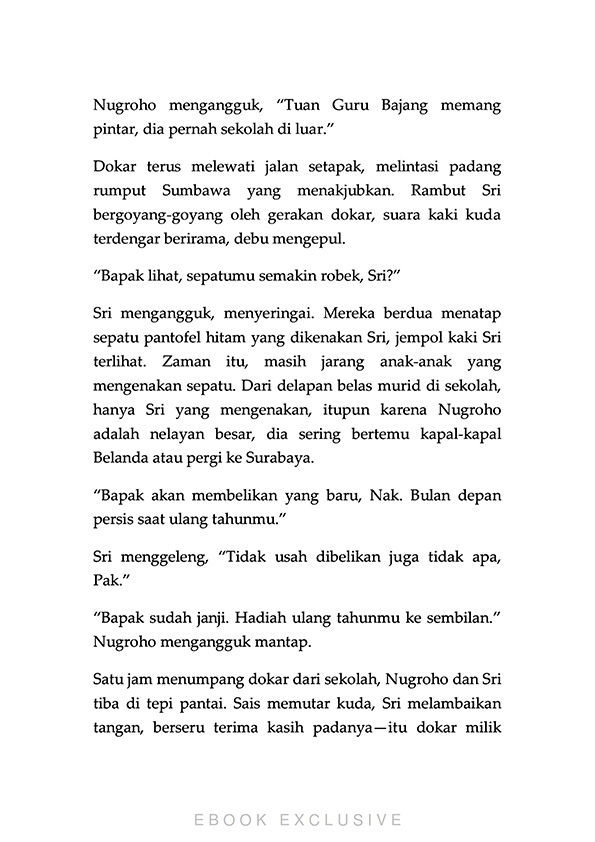 Nugroho mengangguk, “Tuan Guru Bajang memang
pintar, dia pernah sekolah di luar.”
Dokar terus melewati jalan setapak, melintasi padang
rumput Sumbawa yang menakjubkan. Rambut Sri
bergoyang-goyang oleh gerakan dokar, suara kaki kuda
terdengar berirama, debu mengepul.
“Bapak lihat, sepatumu semakin robek, Sri?”
Sri mengangguk, menyeringai. Mereka berdua menatap
sepatu pantofel hitam yang dikenakan Sri, jempol kaki Sri
terlihat. Zaman itu, masih jarang anak-anak yang
mengenakan sepatu. Dari delapan belas murid di sekolah,
hanya Sri yang mengenakan, itupun karena Nugroho
adalah nelayan besar, dia sering bertemu kapal-kapal
Belanda atau pergi ke Surabaya.
“Bapak akan membelikan yang baru, Nak. Bulan depan
persis saat ulang tahunmu.”
Sri menggeleng, “Tidak usah dibelikan juga tidak apa,
Pak.”
“Bapak sudah janji. Hadiah ulang tahunmu ke sembilan.”
Nugroho mengangguk mantap.
Satu jam menumpang dokar dari sekolah, Nugroho dan Sri
tiba di tepi pantai. Sais memutar kuda, Sri melambaikan
tangan, berseru terima kasih padanya—itu dokar milik
EBOOK EXCLUSIVE